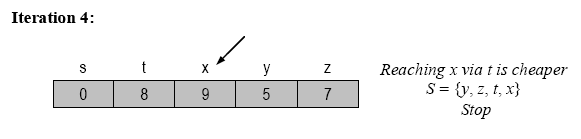 Iteration 4:
s t x y z
0 8 9 5 7
Reaching x via t is cheaper
S = {y, z, t, x}
Stop